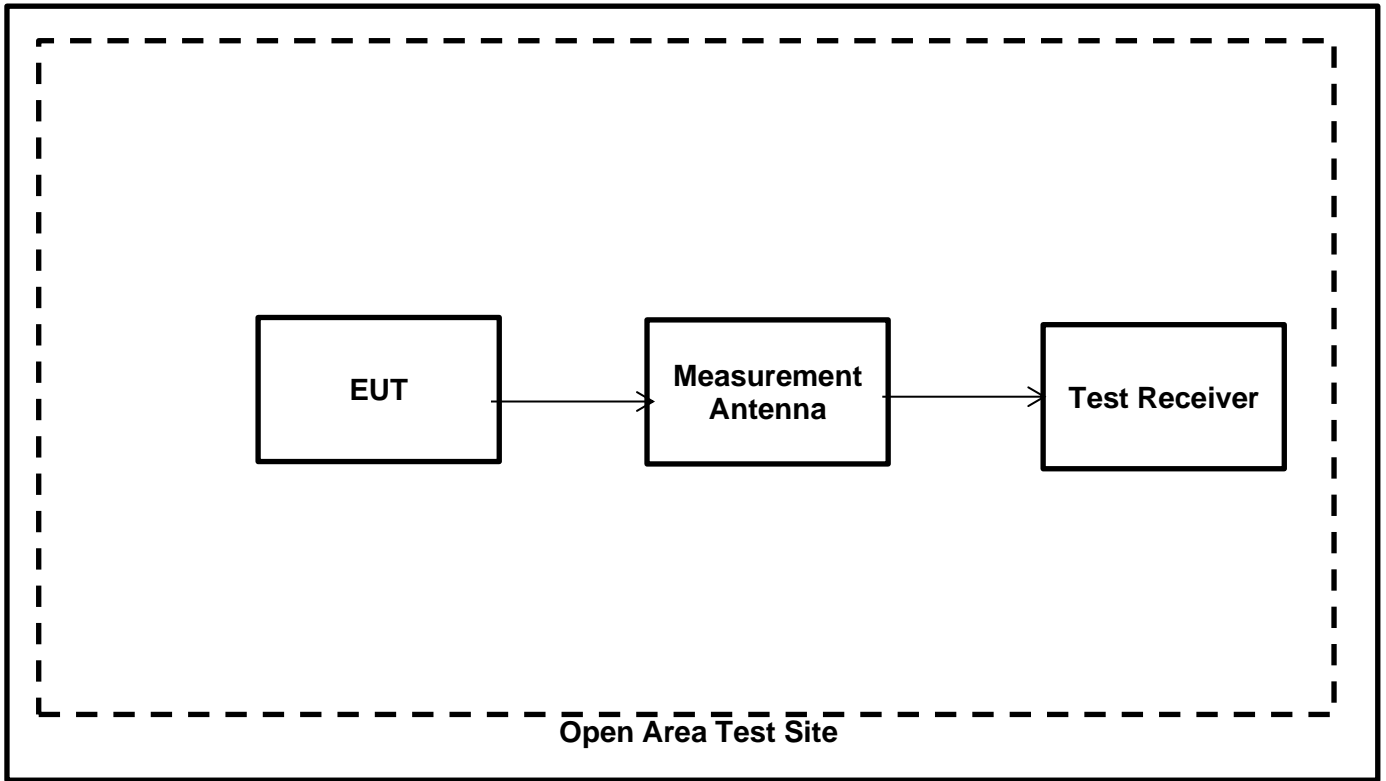 EUT
Measurement
Antenna
Test Receiver
Open Area Test Site